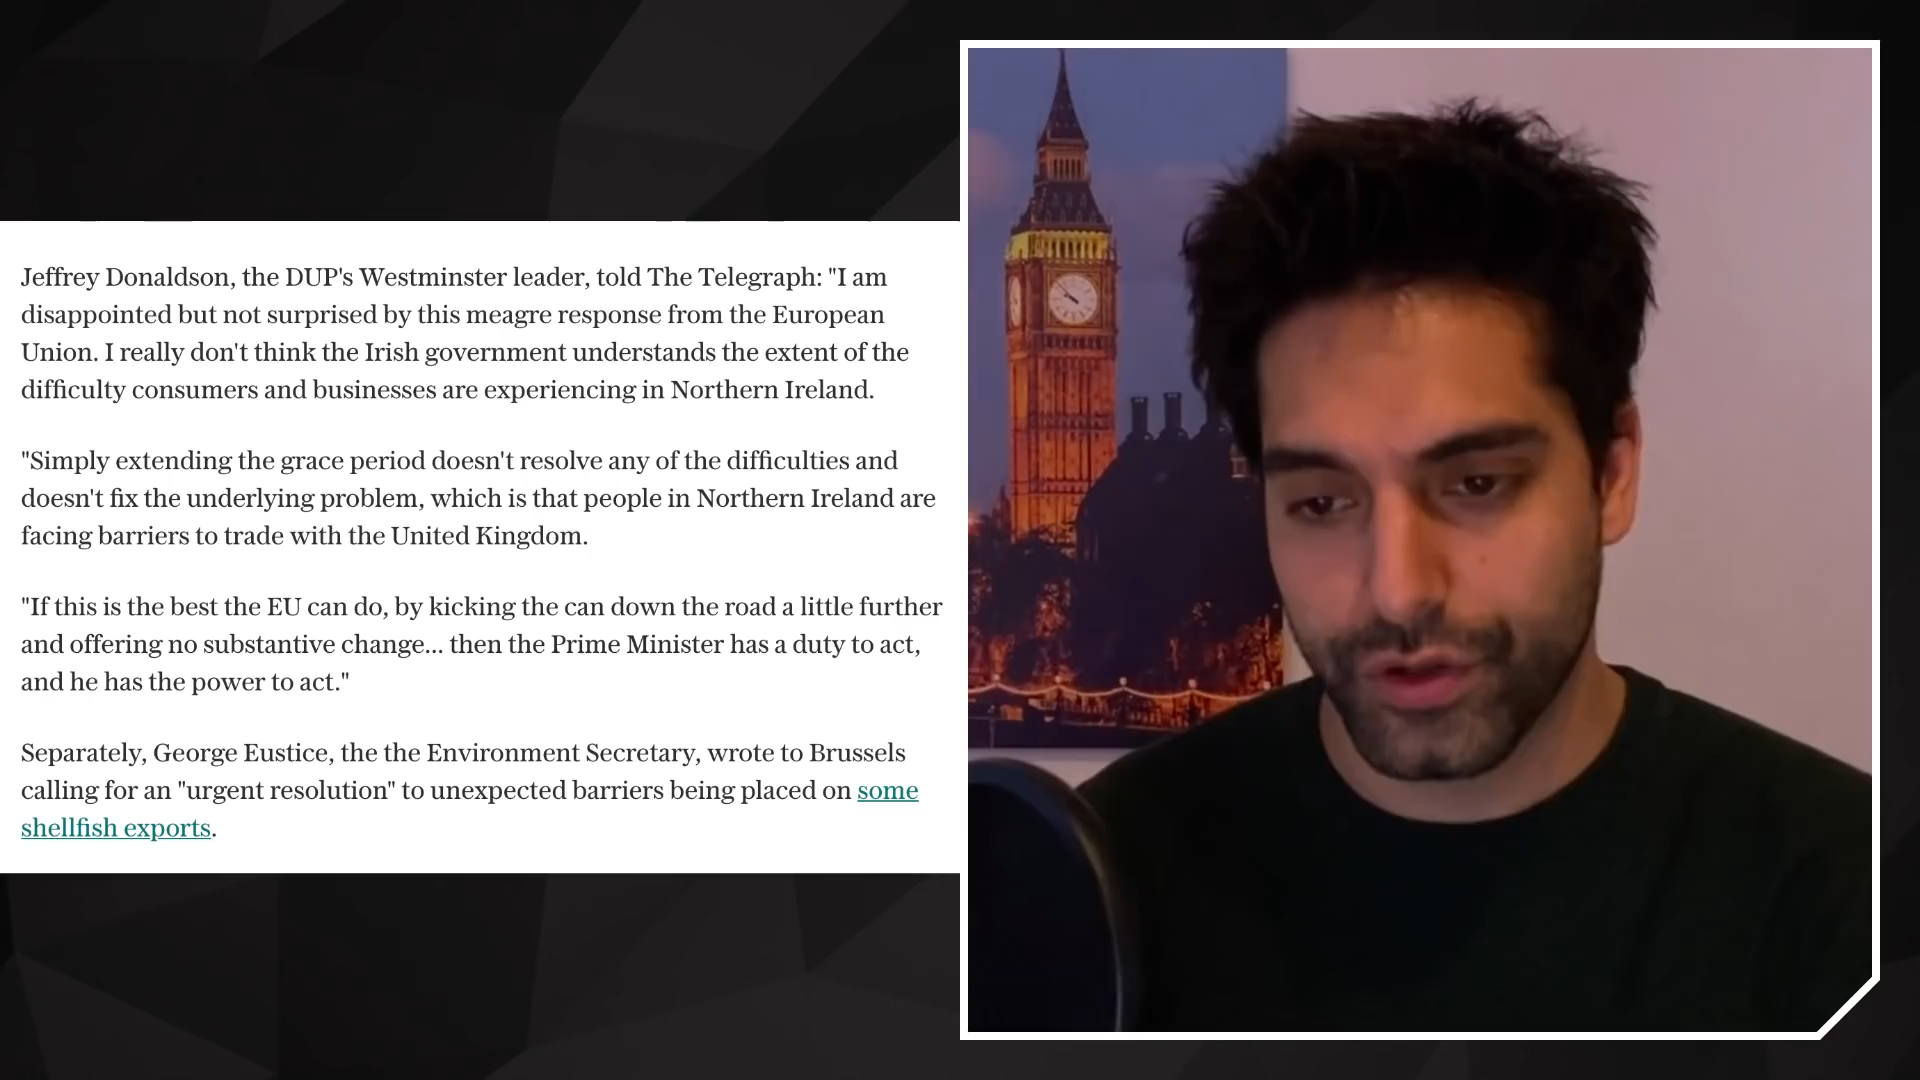 Jeffrey Donaldson, the DUP's Westminster leader, told The Telegraph: "I am
disappointed but not surprised by this meagre response from the European
Union. I really don't think the Irish government understands the extent of the
difficulty consumers and businesses are experiencing in Northern Ireland.
"Simply extending the grace period doesn't resolve any of the difficulties and
doesn't fix the underlying problem, which is that people in Northern Ireland are
facing barriers to trade with the United Kingdom.
"If this is the best the EU can do, by kicking the can down the road a little further
and offering no substantive change... then the Prime Minister has a duty to act,
and he has the power to act."
Separately, George Eustice, the the Environment Secretary, wrote to Brussels
calling for an "urgent resolution" to unexpected barriers being placed on some
shellfish exports.